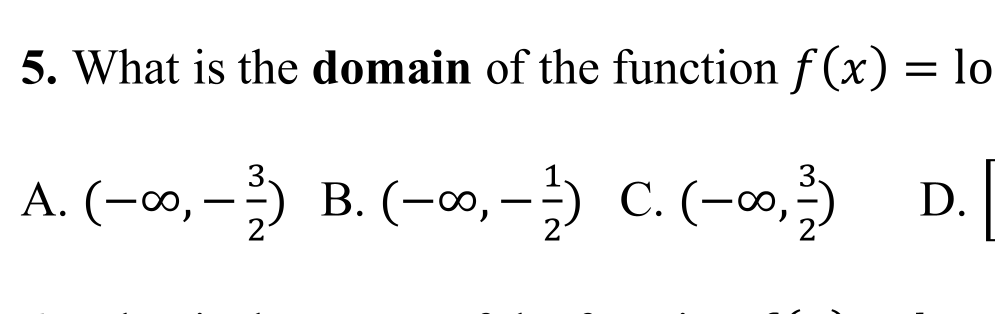 5. What is the domain of the function f(x) = lo
A. (−∞, −3/2) B. (−∞, −1/2) C. (−∞, 3/2) D. [